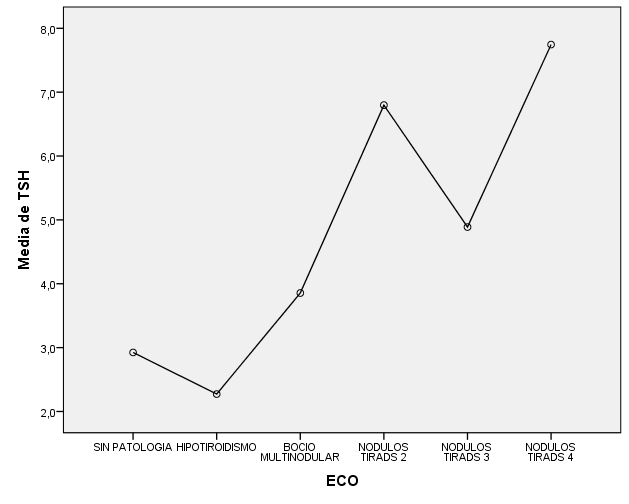 8,0
7,0
6,0
5,0
4,0
3,0
2,0
Media de TSH
SIN PATOLOGIA
HIPOTIROIDISMO
BOCIO
MULTINODULAR
NODULOS
TIRADS 2
NODULOS
TIRADS 3
NODULOS
TIRADS 4
ECO